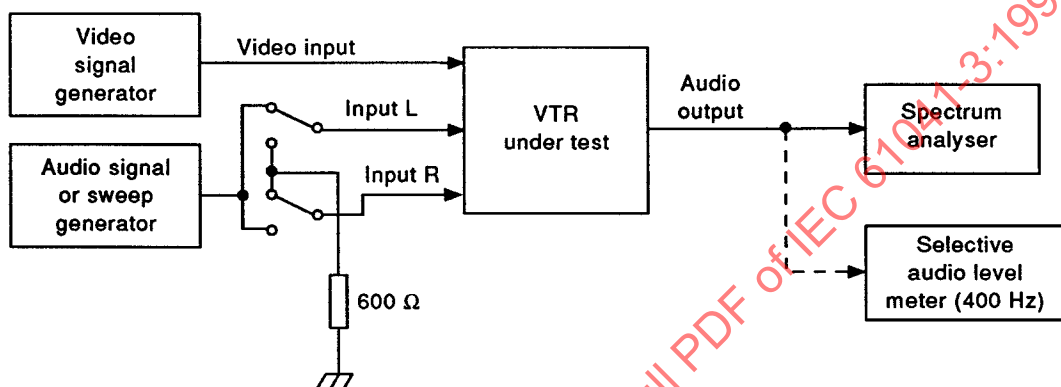 Video
signal
generator
Video input
Audio signal
or sweep
generator
Input L
Input R
600 Ω
VTR
under test
Audio
output
Spectrum
analyser
Selective
audio level
meter (400 Hz)
PDF of IEC 61041-3:199